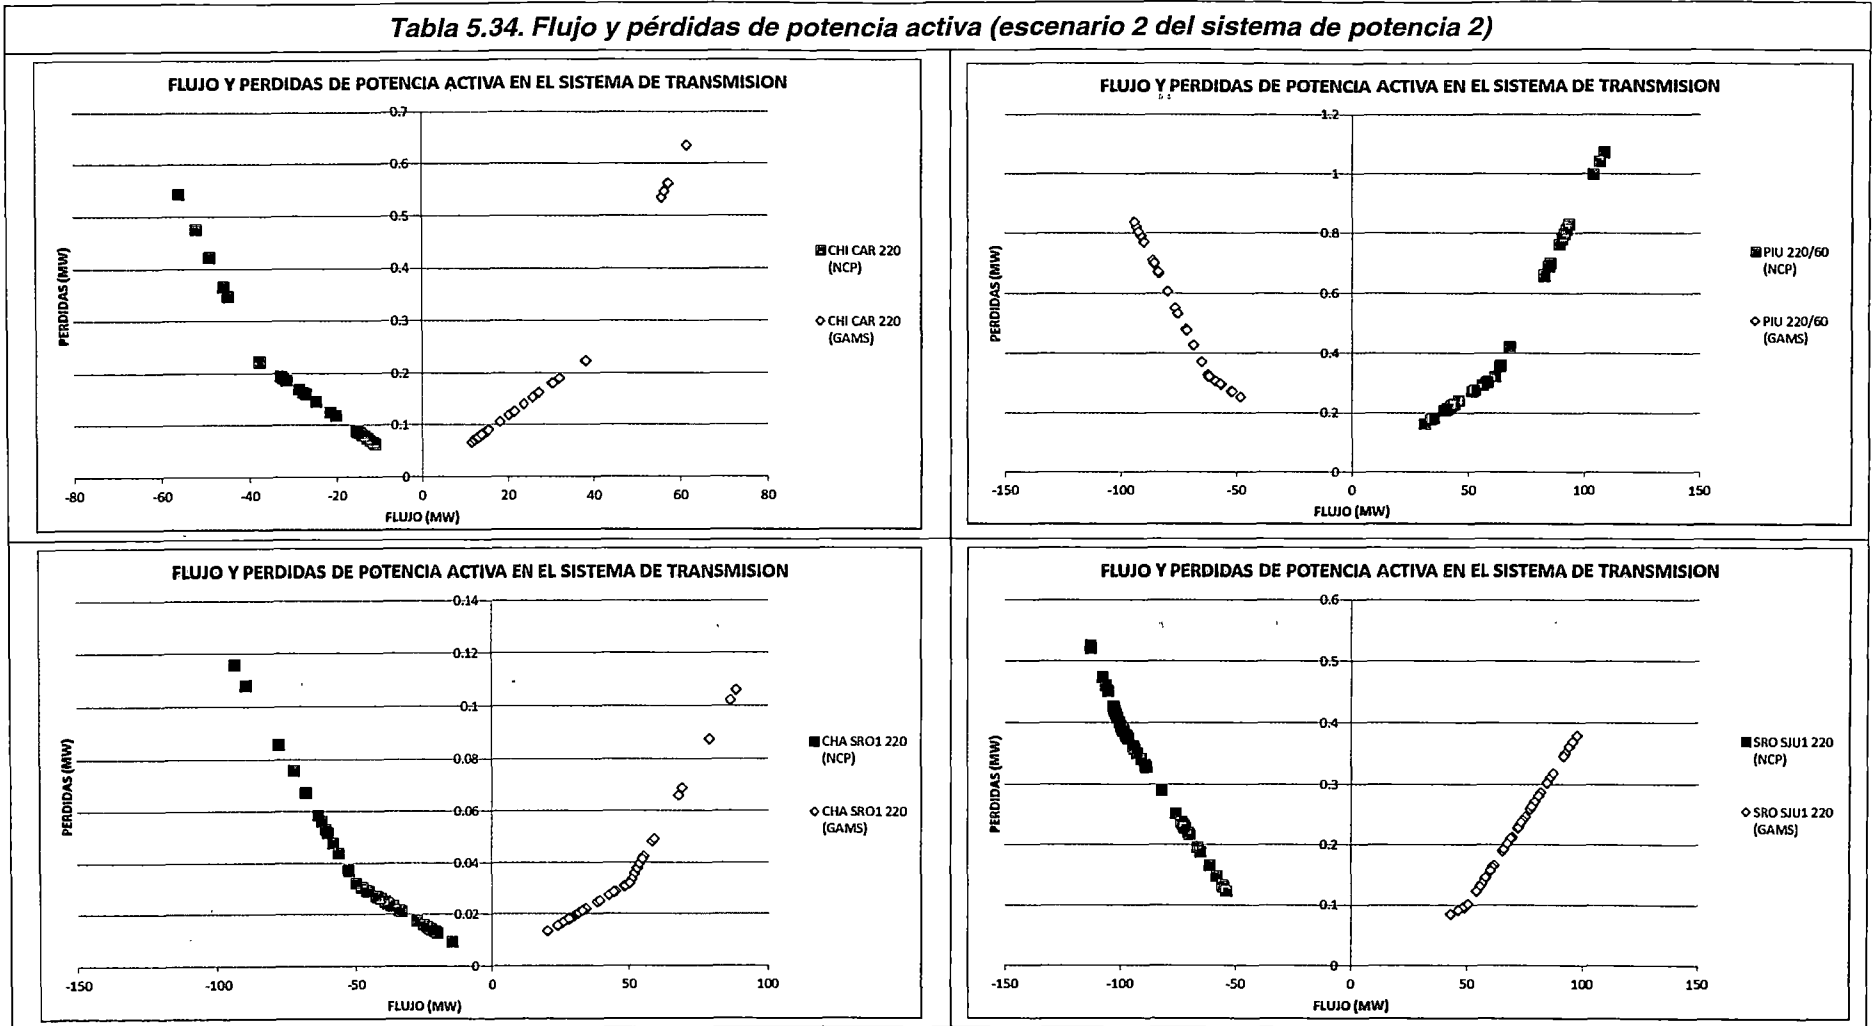 Tabla 5.34. Flujo y pérdidas de potencia activa (escenario 2 del sistema de potencia 2)
FLUJO Y PERDIDAS DE POTENCIA ACTIVA EN EL SISTEMA DE TRANSMISION
0.7
0.6
0.5
0.4
0.3
0.2
0.1
0
-80 -60 -40 -20 0 20 40 60 80
PERDIDAS (MW)
FLUJO (MW)
CHI CAR 220
(NCP)
CHI CAR 220
(GAMS)
FLUJO Y PERDIDAS DE POTENCIA ACTIVA EN EL SISTEMA DE TRANSMISION
1.2
1
0.8
0.6
0.4
0.2
0
-150 -100 -50 0 50 100 150
PERDIDAS (MW)
FLUJO (MW)
PIU 220/60
(NCP)
PIU 220/60
(GAMS)
FLUJO Y PERDIDAS DE POTENCIA ACTIVA EN EL SISTEMA DE TRANSMISION
0.14
0.12
0.1
0.08
0.06
0.04
0.02
0
-150 -100 -50 0 50 100
PERDIDAS (MW)
FLUJO (MW)
CHA SRO1 220
(NCP)
CHA SRO1 220
(GAMS)
FLUJO Y PERDIDAS DE POTENCIA ACTIVA EN EL SISTEMA DE TRANSMISION
0.6
0.5
0.4
0.3
0.2
0.1
0
-150 -100 -50 0 50 100 150
PERDIDAS (MW)
FLUJO (MW)
SRO SJU1 220
(NCP)
SRO SJU1 220
(GAMS)